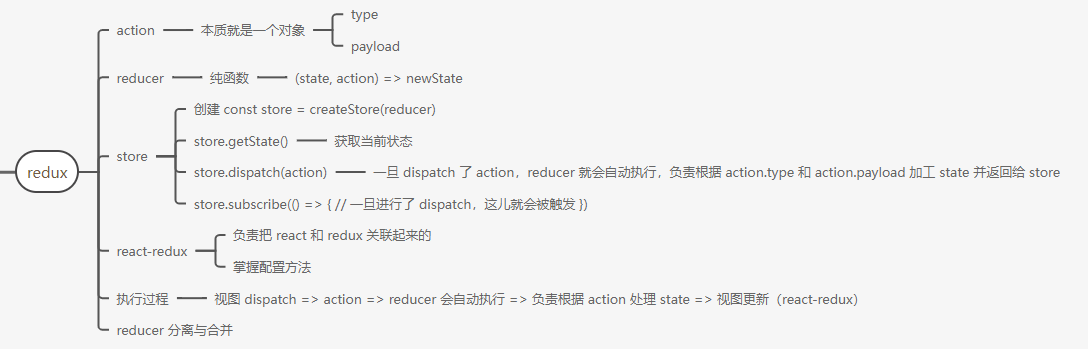 redux
action
本质就是一个对象
type
payload
reducer
纯函数
(state, action) => newState
store
创建 const store = createStore(reducer)
store.getState()
获取当前状态
store.dispatch(action)
一旦 dispatch 了 action，reducer 就会自动执行，负责根据 action.type 和 action.payload 加工 state 并返回给 store
store.subscribe(() => { // 一旦进行了 dispatch，这儿就会被触发 })
react-redux
负责把 react 和 redux 关联起来的
掌握配置方法
执行过程
视图 dispatch => action => reducer 会自动执行 => 负责根据 action 处理 state => 视图更新（react-redux）
reducer 分离与合并